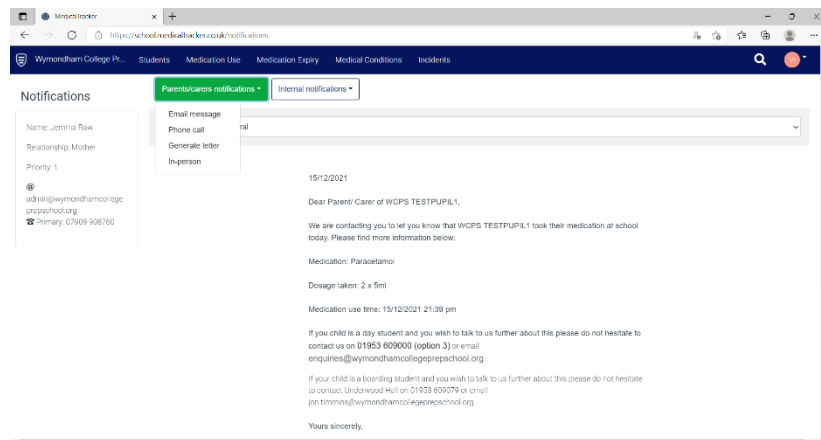 MedicalTracker
https://school.medicaltracker.co.uk/notifications
Wymondham College Pr... Students Medication Use Medication Expiry Medical Conditions Incidents
Notifications
Parents/carers notifications Internal notifications
Email message
Phone call
Generate letter
In-person
ral
Name: Jemma Raw
Relationship: Mother
Priority: 1
@
admin@wymondhamcollege
prepschool.org
☎ Primary: 07909 908760
15/12/2021
Dear Parent/ Carer of WCPS TESTPUPIL1,
We are contacting you to let you know that WCPS TESTPUPIL1 took their medication at school
today. Please find more information below:
Medication: Paracetamol
Dosage taken: 2 x 5ml
Medication use time: 15/12/2021 21:39 pm
If you child is a day student and you wish to talk to us further about this please do not hesitate to
contact us on 01953 609000 (option 3) or email
enquiries@wymondhamcollegeprepschool.org
If your child is a boarding student and you wish to talk to us further about this please do not hesitate
to contact Underwood Hall on 01953 609079 or email
jon.timmins@wymondhamcollegeprepschool.org.
Yours sincerely,